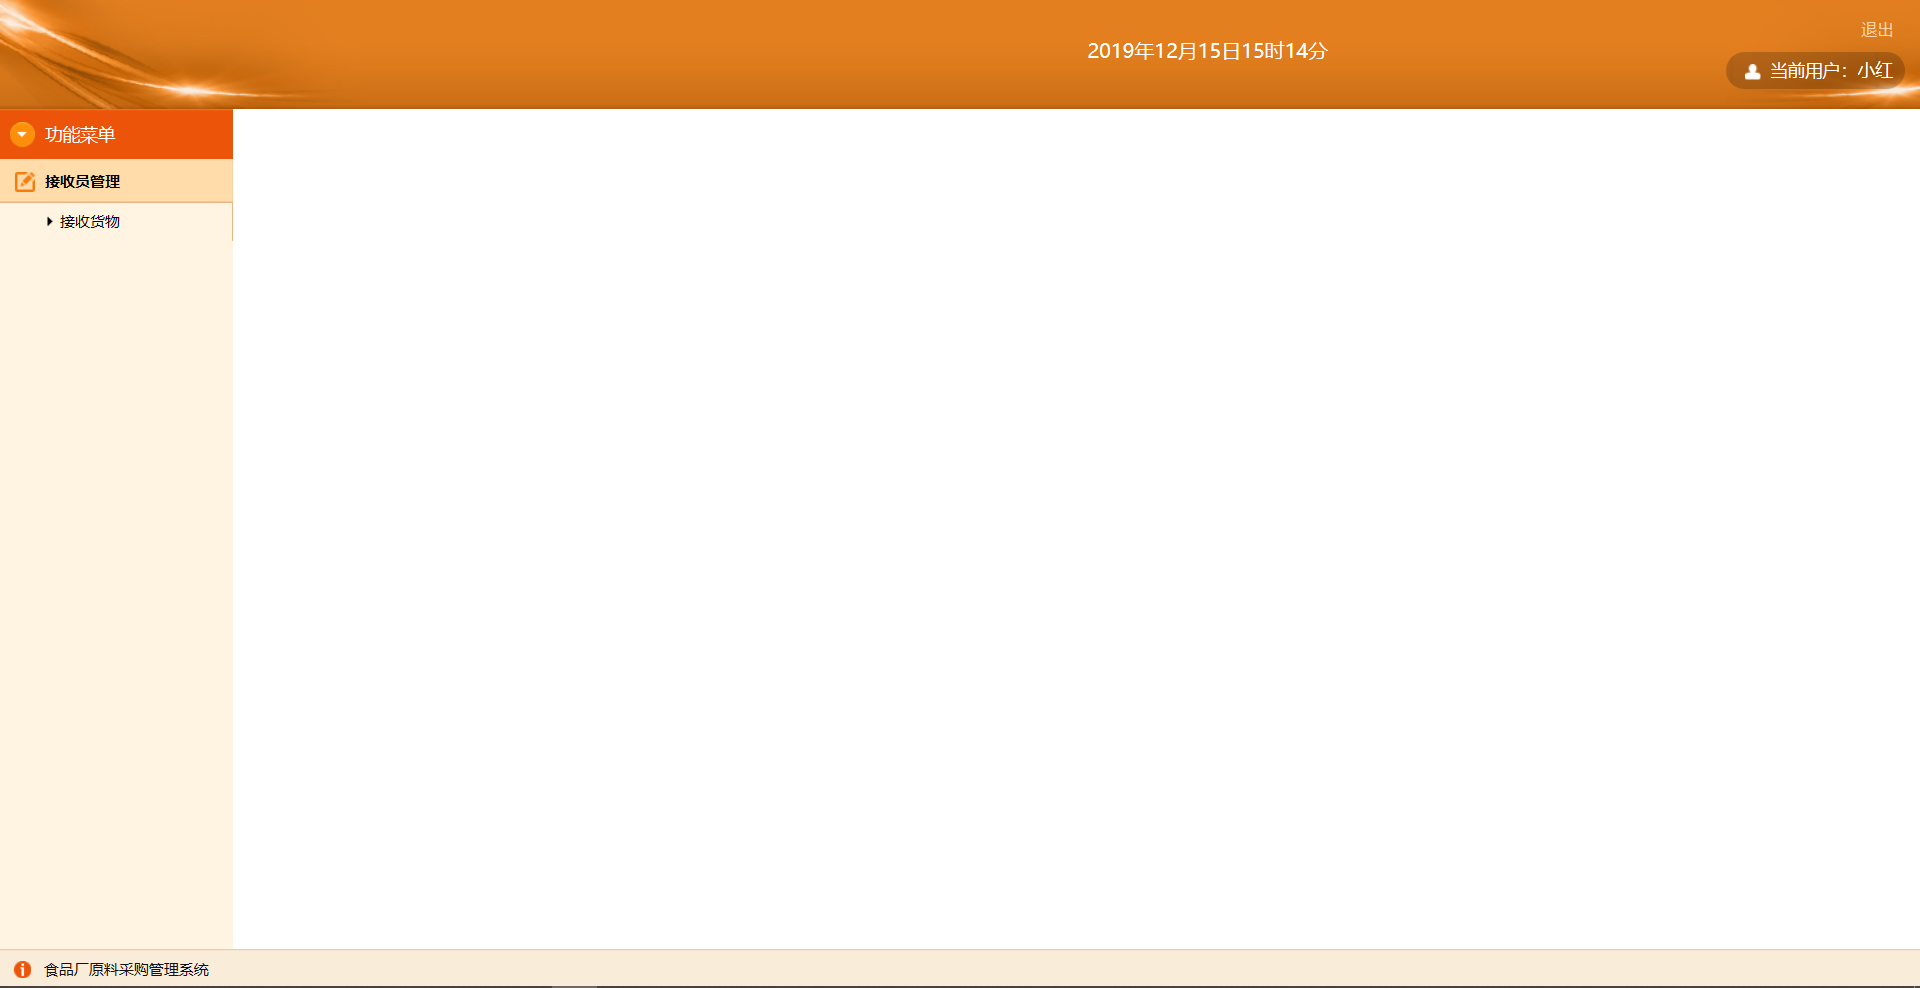 退出
2019年12月15日15时14分
当前用户：小红
功能菜单
接收员管理
接收货物
食品厂原料采购管理系统